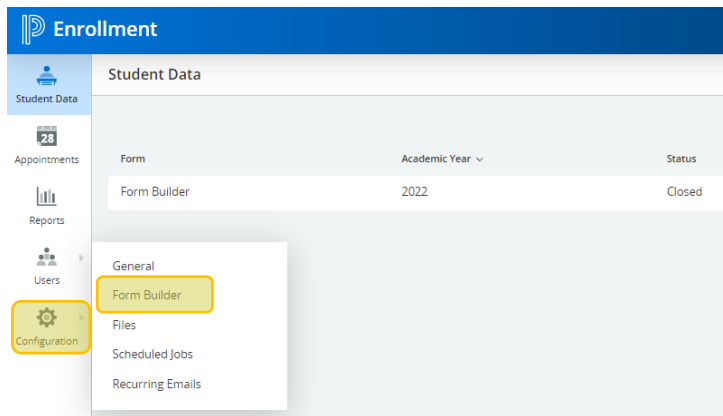 Enrollment
Student Data
Student Data
28
Appointments
Form Academic Year Status
Form Builder 2022 Closed
Reports
Users
General
Form Builder
Configuration
Files
Scheduled Jobs
Recurring Emails